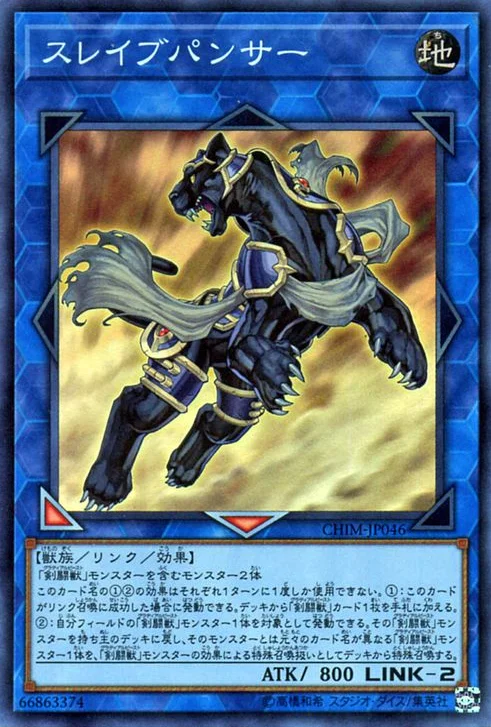 スレイブパンサー
地
CHIM-JP046
【獣族／リンク／効果】
「剣闘獣」モンスターを含むモンスター２体
このカード名の①②の効果はそれぞれ１ターンに１度しか使用できない。①：このカード
がリンク召喚に成功した場合に発動できる。デッキから「剣闘獣」カード１枚を手札に加える。
②：自分フィールドの「剣闘獣」モンスター１体を対象として発動できる。そのモン
スターを持ち主のデッキに戻し、そのモンスターとは元々のカード名が異なる「剣闘獣」モン
スター１体を、「剣闘獣」モンスターの効果による特殊召喚扱いとしてデッキから特殊召喚する。
ATK/ 800 LINK-2
66863374
©高橋和希 スタジオ・ダイス/集英社